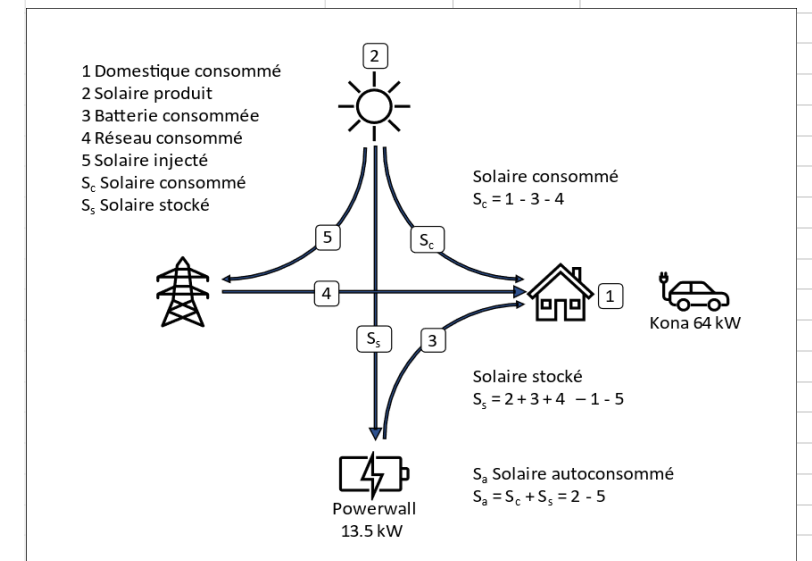 2
1 Domestique consommé
2 Solaire produit
3 Batterie consommée
4 Réseau consommé
5 Solaire injecté
Sc Solaire consommé
Ss Solaire stocké
Solaire consommé
Sc = 1 - 3 - 4
5
Sc
4
1
Kona 64 kW
Ss
3
Solaire stocké
Ss = 2 + 3 + 4 – 1 - 5
Sa Solaire autoconsommé
Sa = Sc + Ss = 2 - 5
Powerwall
13.5 kW